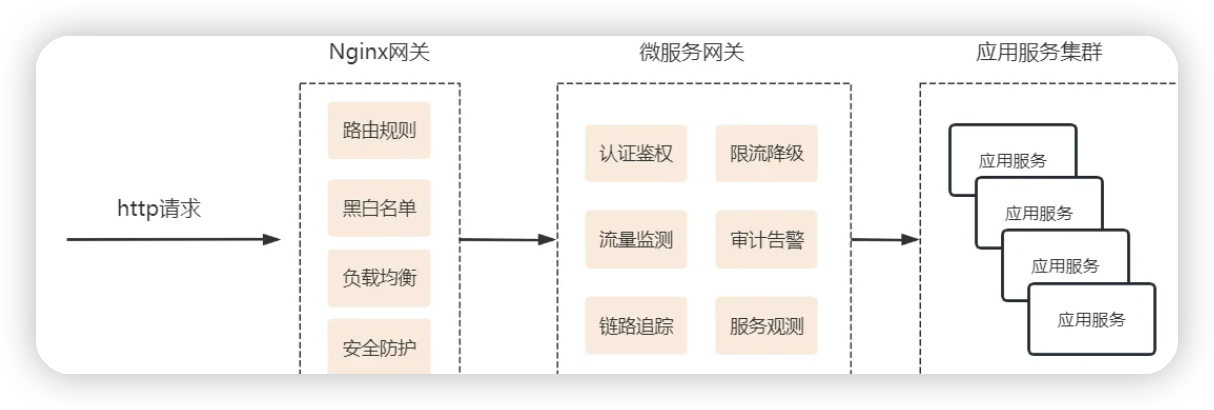 Nginx网关
微服务网关
应用服务集群
http请求
路由规则
黑白名单
负载均衡
安全防护
认证鉴权
限流降级
流量监测
审计告警
链路追踪
服务观测
应用服务
应用服务
应用服务
应用服务